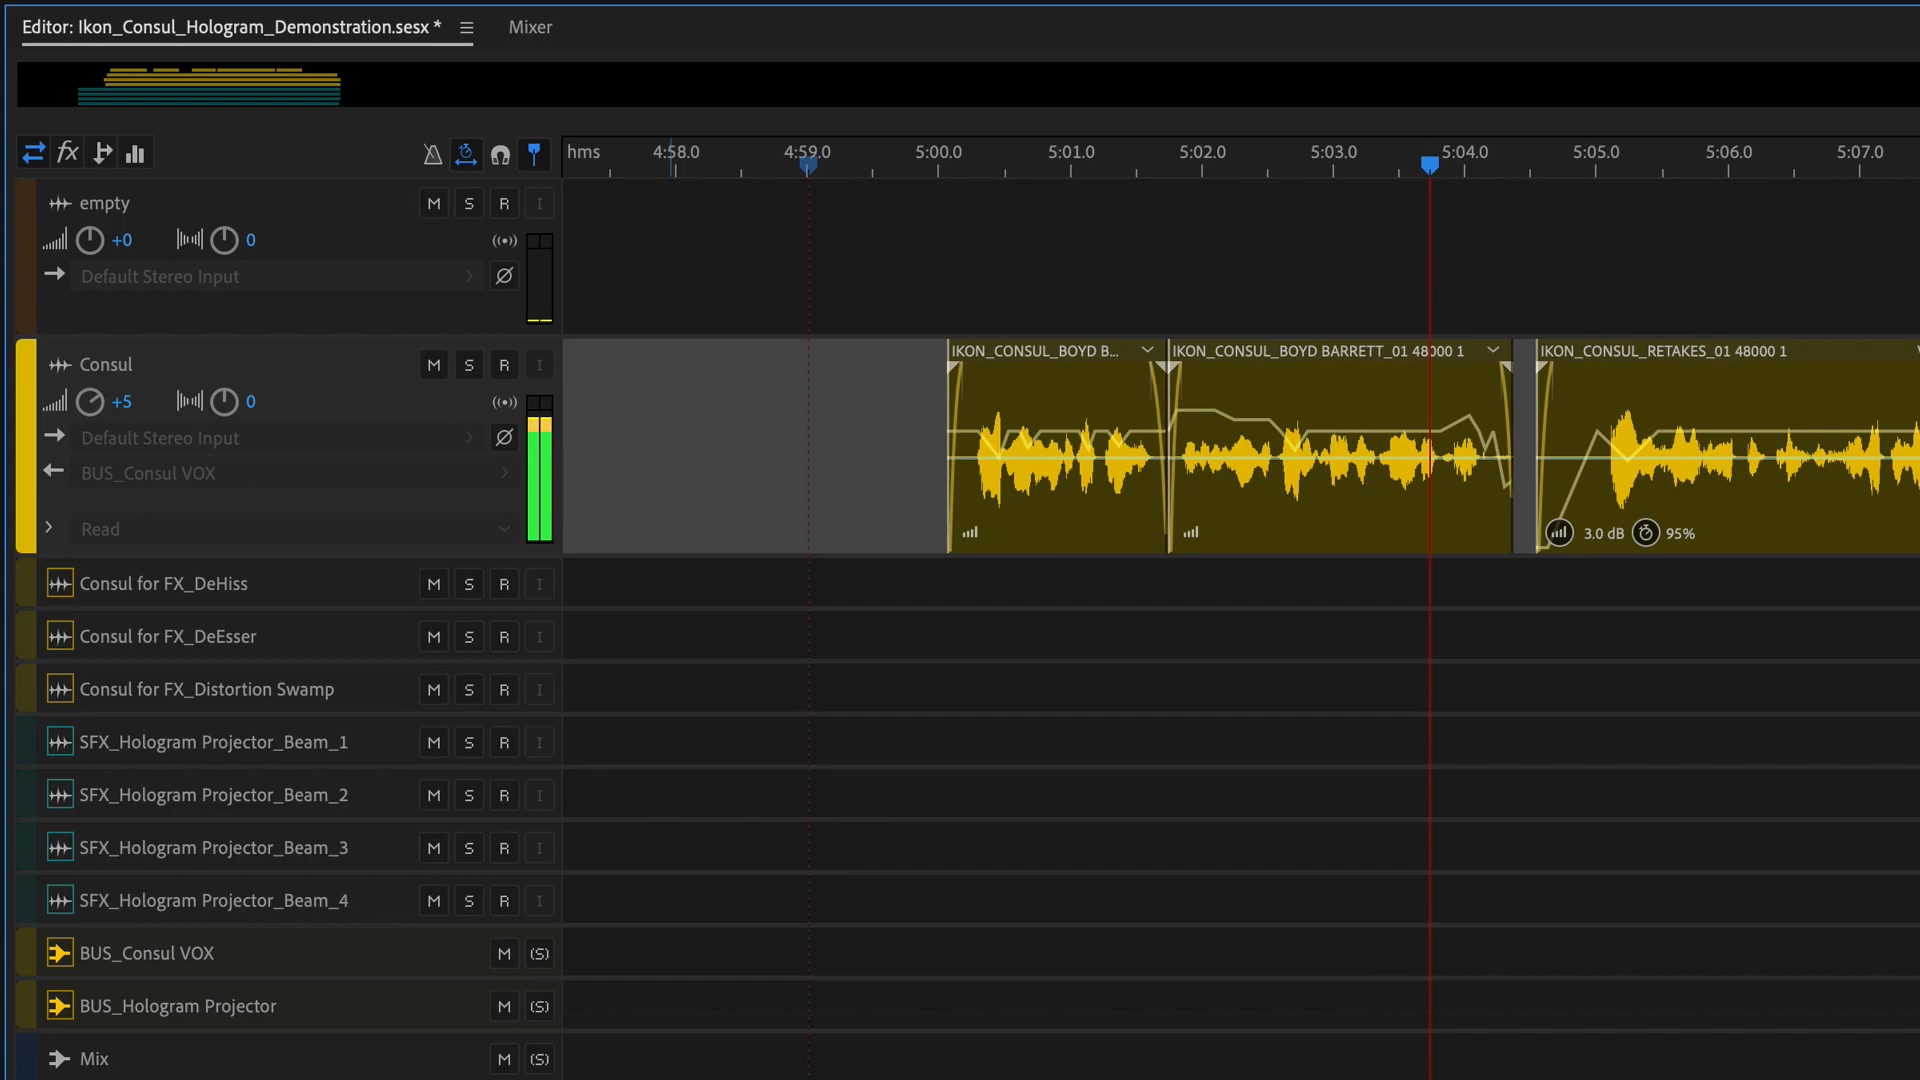 Editor: Ikon_Consul_Hologram_Demonstration.sesx * Mixer
hms 4:58.0 4:59.0 5:00.0 5:01.0 5:02.0 5:03.0 5:04.0 5:05.0 5:06.0 5:07.0
fx
empty M S R I
+0 0
Default Stereo Input
Consul M S R I
+5 0
Default Stereo Input
BUS_Consul VOX
Read
IKON_CONSUL_BOYD B... IKON_CONSUL_BOYD BARRETT_01 48000 1 IKON_CONSUL_RETAKES_01 48000 1
3.0 dB 95%
Consul for FX_DeHiss M S R I
Consul for FX_DeEsser M S R I
Consul for FX_Distortion Swamp M S R I
SFX_Hologram Projector_Beam_1 M S R I
SFX_Hologram Projector_Beam_2 M S R I
SFX_Hologram Projector_Beam_3 M S R I
SFX_Hologram Projector_Beam_4 M S R I
BUS_Consul VOX M (S)
BUS_Hologram Projector M (S)
Mix M (S)